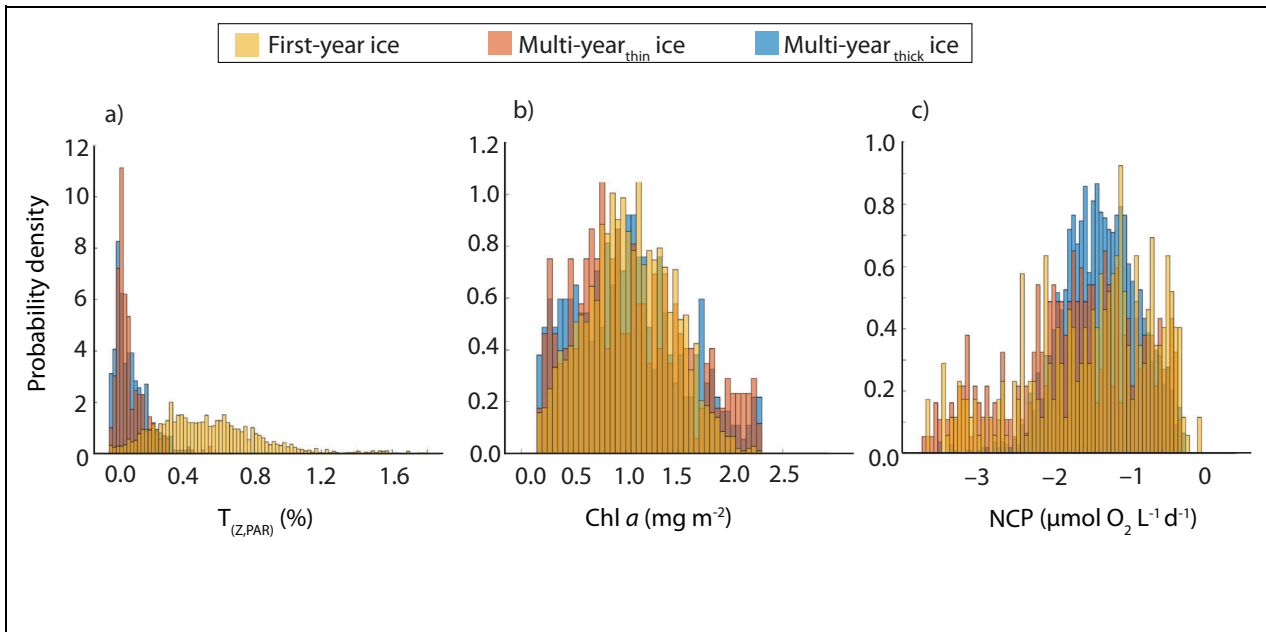 First-year ice Multi-year thin ice Multi-year thick ice
a) b) c)
Probability density
12
10
8
6
4
2
0
0.0 0.4 0.8 1.2 1.6
T(Z,PAR) (%)
1.2
1.0
0.8
0.6
0.4
0.2
0.0
0.0 0.5 1.0 1.5 2.0 2.5
Chl a (mg m-2)
1.0
0.8
0.6
0.4
0.2
0.0
−3 −2 −1 0
NCP (µmol O2 L-1 d-1)